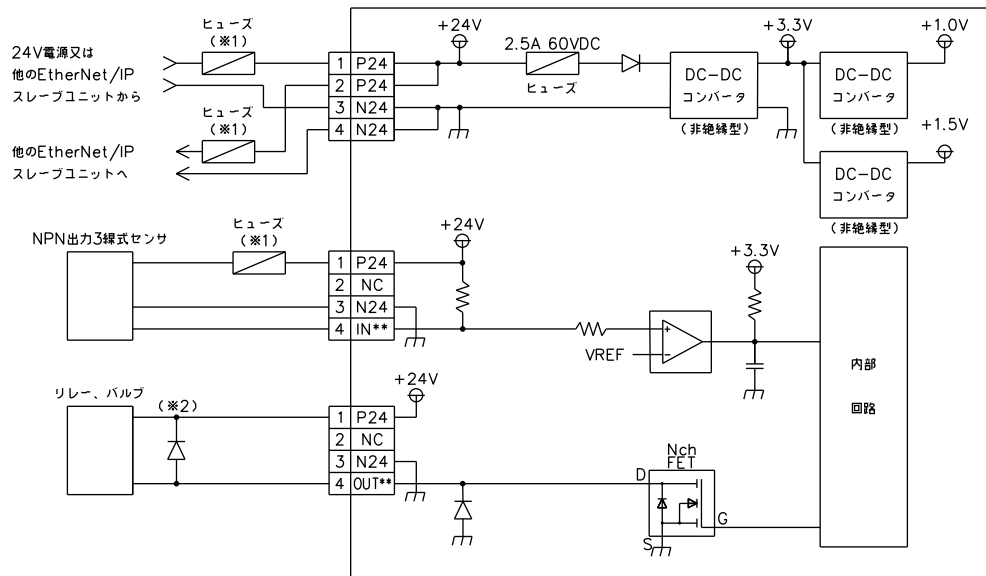 24V電源又は
他のEtherNet/IP
スレーブユニットから
ヒューズ
(※1)
ヒューズ
(※1)
他のEtherNet/IP
スレーブユニットへ
1 P24
2 P24
3 N24
4 N24
+24V
2.5A 60VDC
ヒューズ
DC-DC
コンバータ
(非絶縁型)
+3.3V
DC-DC
コンバータ
(非絶縁型)
+1.0V
+1.5V
DC-DC
コンバータ
(非絶縁型)
NPN出力3線式センサ
ヒューズ
(※1)
1 P24
2 NC
3 N24
4 IN**
+24V
VREF
+
-
+3.3V
内部
回路
リレー、バルブ
(※2)
1 P24
2 NC
3 N24
4 OUT**
+24V
Nch
FET
D
G
S